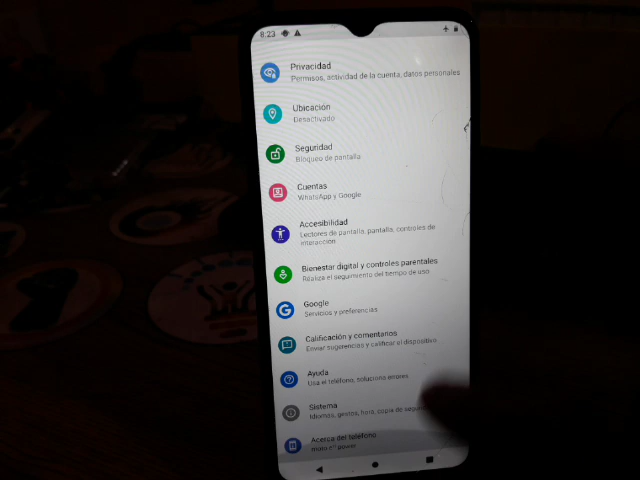 8:23
Privacidad
Permisos, actividad de la cuenta, datos personales
Ubicación
Desactivado
Seguridad
Bloqueo de pantalla
Cuentas
WhatsApp y Google
Accesibilidad
Lectores de pantalla, pantalla, controles de
interacción
Bienestar digital y controles parentales
Realiza el seguimiento del tiempo de uso
Google
Servicios y preferencias
Calificación y comentarios
Enviar sugerencias y calificar el dispositivo
Ayuda
Usa el teléfono, soluciona errores
Sistema
Idiomas, gestos, hora, copia de
Acerca del teléfono
moto power